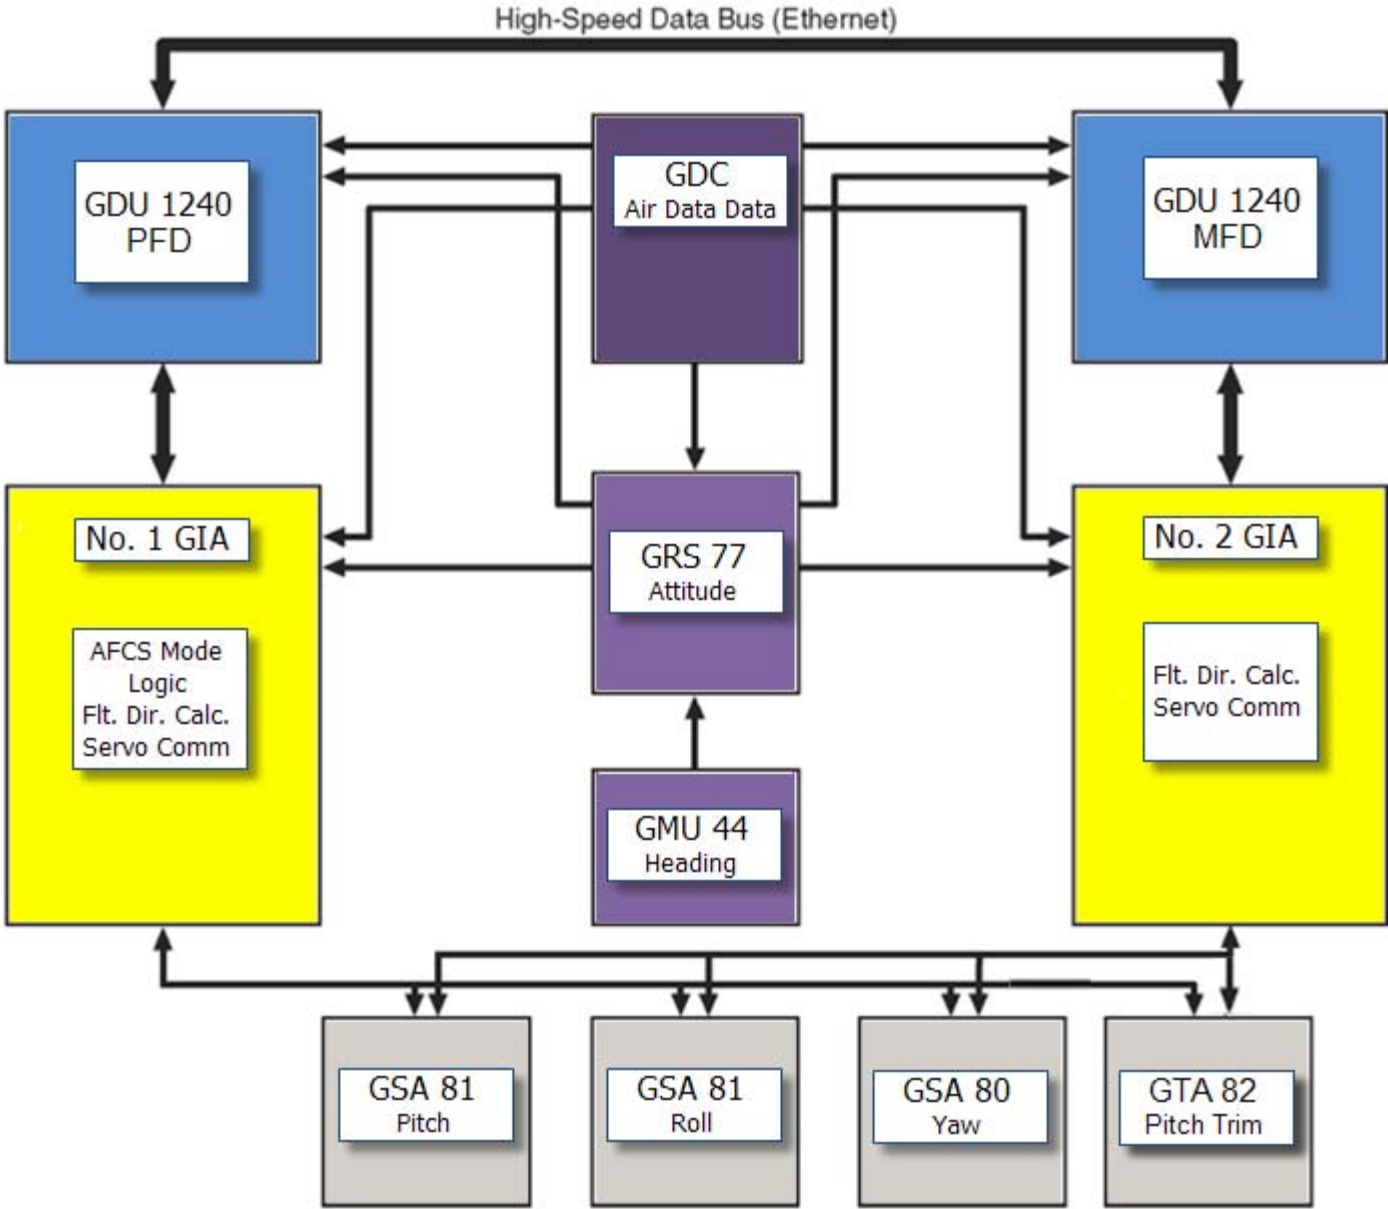 High-Speed Data Bus (Ethernet)
GDU 1240
PFD
GDC
Air Data Data
GDU 1240
MFD
No. 1 GIA
AFCS Mode
Logic
Flt. Dir. Calc.
Servo Comm
GRS 77
Attitude
No. 2 GIA
Flt. Dir. Calc.
Servo Comm
GMU 44
Heading
GSA 81
Pitch
GSA 81
Roll
GSA 80
Yaw
GTA 82
Pitch Trim